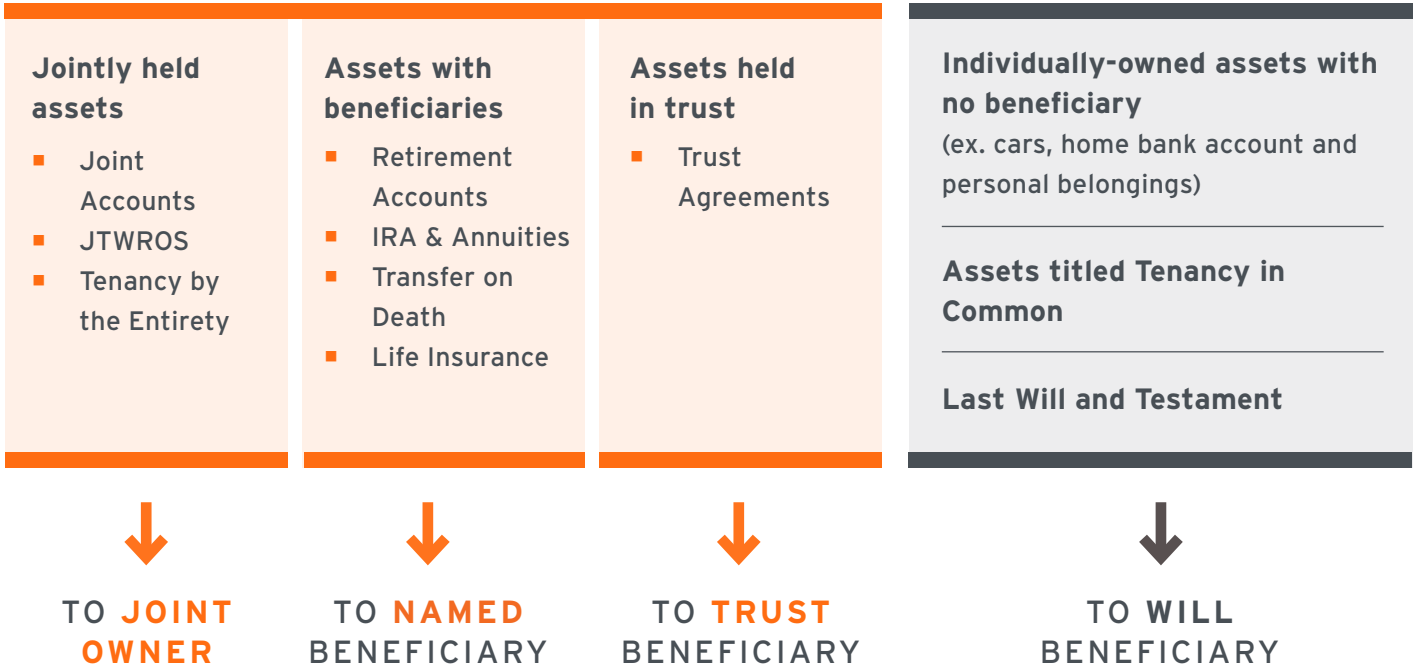 Jointly held
assets
▪ Joint
Accounts
▪ JTWROS
▪ Tenancy by
the Entirety
TO JOINT
OWNER
Assets with
beneficiaries
▪ Retirement
Accounts
▪ IRA & Annuities
▪ Transfer on
Death
▪ Life Insurance
TO NAMED
BENEFICIARY
Assets held
in trust
▪ Trust
Agreements
TO TRUST
BENEFICIARY
Individually-owned assets with
no beneficiary
(ex. cars, home bank account and
personal belongings)
Assets titled Tenancy in
Common
Last Will and Testament
TO WILL
BENEFICIARY